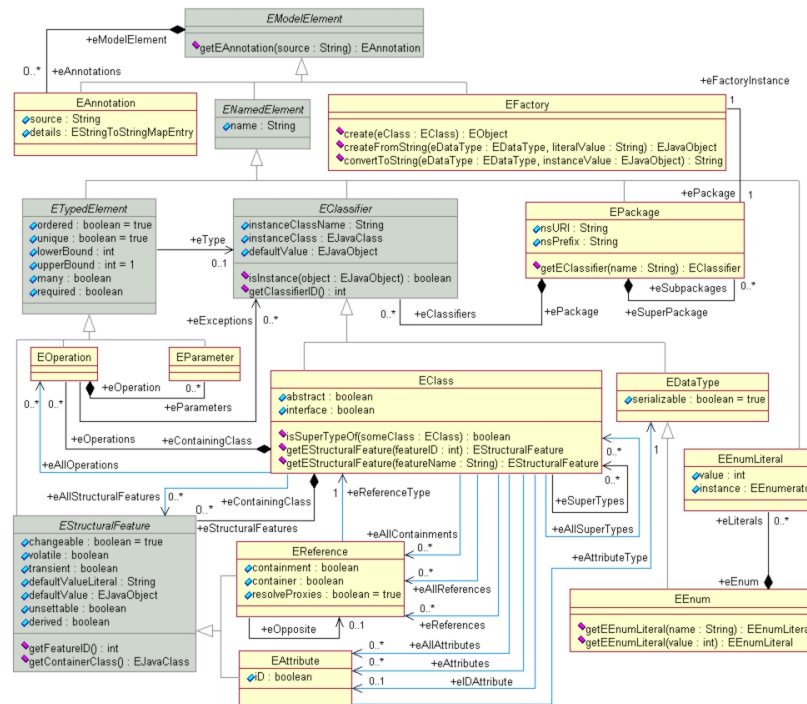 EModelElement
getEAnnotation(source : String) : EAnnotation
+eModelElement
0..*
+eAnnotations
+eFactoryInstance
1
EAnnotation
source : String
details : EStringToStringMapEntry
ENamedElement
name : String
EFactory
create(eClass : EClass) : EObject
createFromString(eDataType : EDataType, literalValue : String) : EJavaObject
convertToString(eDataType : EDataType, instanceValue : EJavaObject) : String
+ePackage
1
ETypedElement
ordered : boolean = true
unique : boolean = true
lowerBound : int
upperBound : int = 1
many : boolean
required : boolean
+eType
0..1
EClassifier
instanceClassName : String
instanceClass : EJavaClass
defaultValue : EJavaObject
isInstance(object : EJavaObject) : boolean
getClassifierID() : int
EPackage
nsURI : String
nsPrefix : String
getEClassifier(name : String) : EClassifier
+eExceptions
0..*
0..*
+eClassifiers
+ePackage
+eSubpackages
0..*
+eSuperPackage
EOperation
EParameter
+eOperation
0..*
0..*
0..*
+eParameters
+eOperations
+eContainingClass
+eAllOperations
EClass
abstract : boolean
interface : boolean
isSuperTypeOf(someClass : EClass) : boolean
getEStructuralFeature(featureID : int) : EStructuralFeature
getEStructuralFeature(featureName : String) : EStructuralFeature
EDataType
serializable : boolean = true
1
0..*
0..*
+eSuperTypes
+eAllSuperTypes
EEnumLiteral
value : int
instance : EEnumerato
+eLiterals
0..*
+eEnum
+eAllStructuralFeatures
0..*
+eContainingClass
0..*
+eStructuralFeatures
1
+eReferenceType
+eAllContainments
0..*
+eAttributeType
EStructuralFeature
changeable : boolean = true
volatile : boolean
transient : boolean
defaultValueLiteral : String
defaultValue : EJavaObject
unsettable : boolean
derived : boolean
getFeatureID() : int
getContainerClass() : EJavaClass
EReference
containment : boolean
container : boolean
resolveProxies : boolean = true
0..*
+eAllReferences
0..*
+eReferences
0..1
+eOpposite
EEnum
getEEnumLiteral(name : String) : EEnumLitera
getEEnumLiteral(value : int) : EEnumLiteral
EAttribute
iD : boolean
0..*
+eAllAttributes
0..*
+eAttributes
0..1
+eIDAttribute